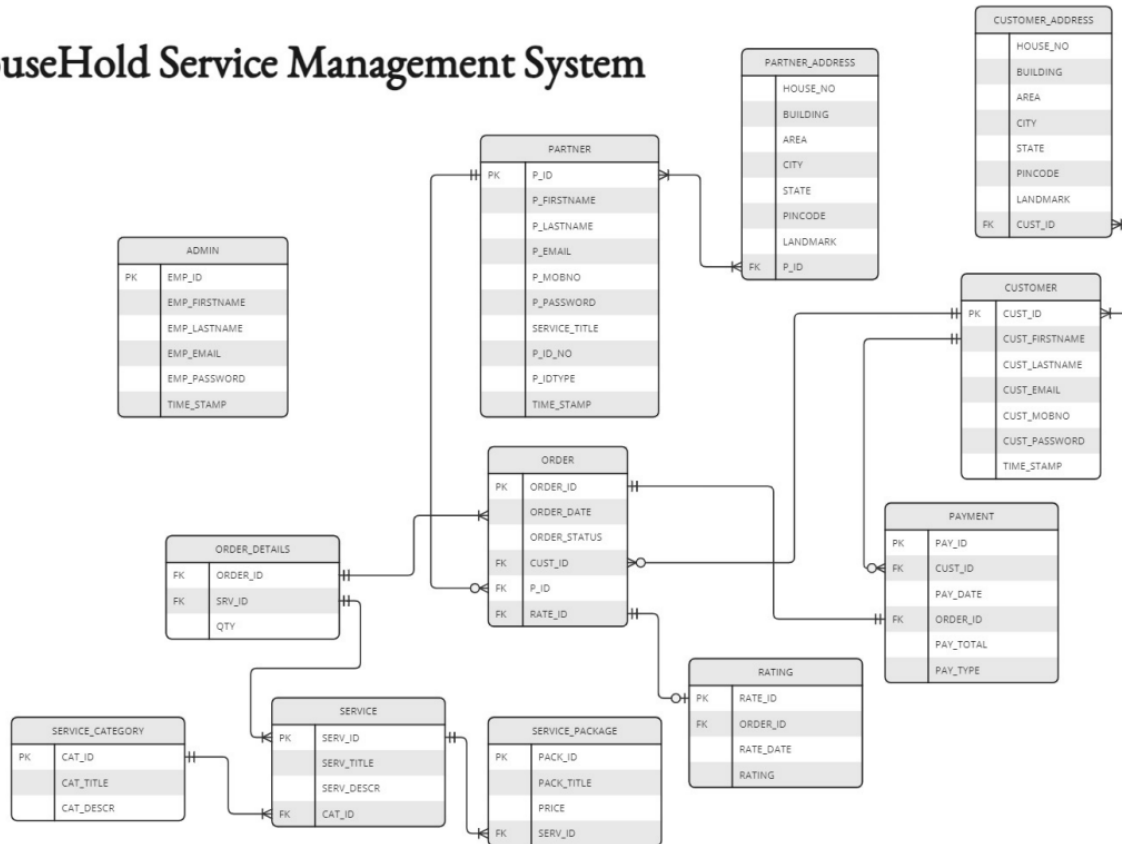 ouseHold Service Management System
CUSTOMER_ADDRESS
HOUSE_NO
BUILDING
AREA
CITY
STATE
PINCODE
LANDMARK
FK CUST_ID
PARTNER_ADDRESS
HOUSE_NO
BUILDING
AREA
CITY
STATE
PINCODE
LANDMARK
FK P_ID
PARTNER
PK P_ID
P_FIRSTNAME
P_LASTNAME
P_EMAIL
P_MOBNO
P_PASSWORD
SERVICE_TITLE
P_ID_NO
P_IDTYPE
TIME_STAMP
ADMIN
PK EMP_ID
EMP_FIRSTNAME
EMP_LASTNAME
EMP_EMAIL
EMP_PASSWORD
TIME_STAMP
CUSTOMER
PK CUST_ID
CUST_FIRSTNAME
CUST_LASTNAME
CUST_EMAIL
CUST_MOBNO
CUST_PASSWORD
TIME_STAMP
ORDER
PK ORDER_ID
ORDER_DATE
ORDER_STATUS
FK CUST_ID
FK P_ID
FK RATE_ID
PAYMENT
PK PAY_ID
FK CUST_ID
PAY_DATE
FK ORDER_ID
PAY_TOTAL
PAY_TYPE
ORDER_DETAILS
FK ORDER_ID
FK SRV_ID
QTY
RATING
PK RATE_ID
FK ORDER_ID
RATE_DATE
RATING
SERVICE_CATEGORY
PK CAT_ID
CAT_TITLE
CAT_DESCR
SERVICE
PK SERV_ID
SERV_TITLE
SERV_DESCR
FK CAT_ID
SERVICE_PACKAGE
PK PACK_ID
PACK_TITLE
PRICE
FK SERV_ID